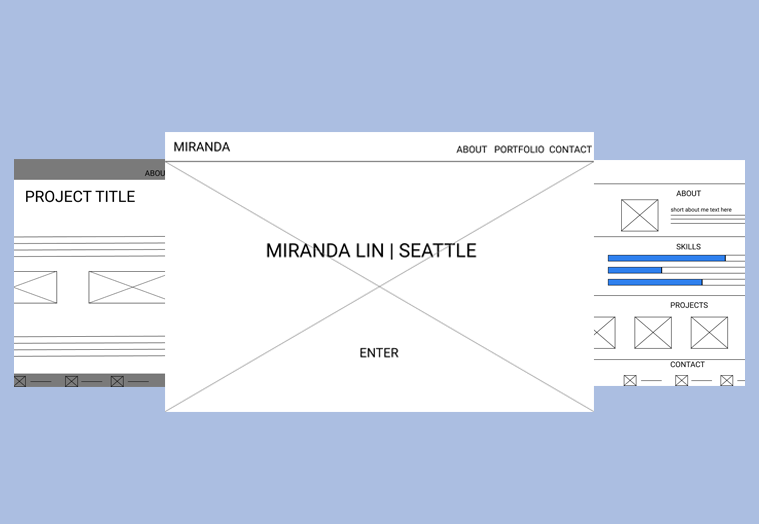 MIRANDA
ABOUT PORTFOLIO CONTACT
MIRANDA LIN | SEATTLE
ENTER
ABOU
PROJECT TITLE
ABOUT
short about me text here
SKILLS
PROJECTS
CONTACT